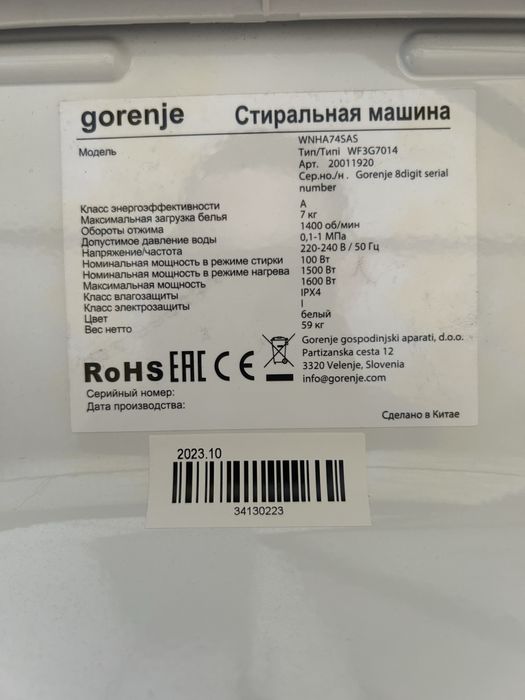 gorenje Стиральная машина
Модель WNHA74SAS
Тип/Tипi WF3G7014
Арт. 20011920
Сер.но./н. Gorenje 8digit serial
number
Класс энергоэффективности A
Максимальная загрузка белья 7 кг
Обороты отжима 1400 об/мин
Допустимое давление воды 0,1-1 МПа
Напряжение/частота 220-240 В / 50 Гц
Номинальная мощность в режиме стирки 100 Вт
Номинальная мощность в режиме нагрева 1500 Вт
Максимальная мощность 1600 Вт
Класс влагозащиты IPX4
Класс электрозащиты I
Цвет белый
Вес нетто 59 кг
RoHS EAC CE
Gorenje gospodinjski aparati, d.o.o.
Partizanska cesta 12
3320 Velenje, Slovenia
info@gorenje.com
Серийный номер:
Дата производства:
Сделано в Китае
2023.10
34130223